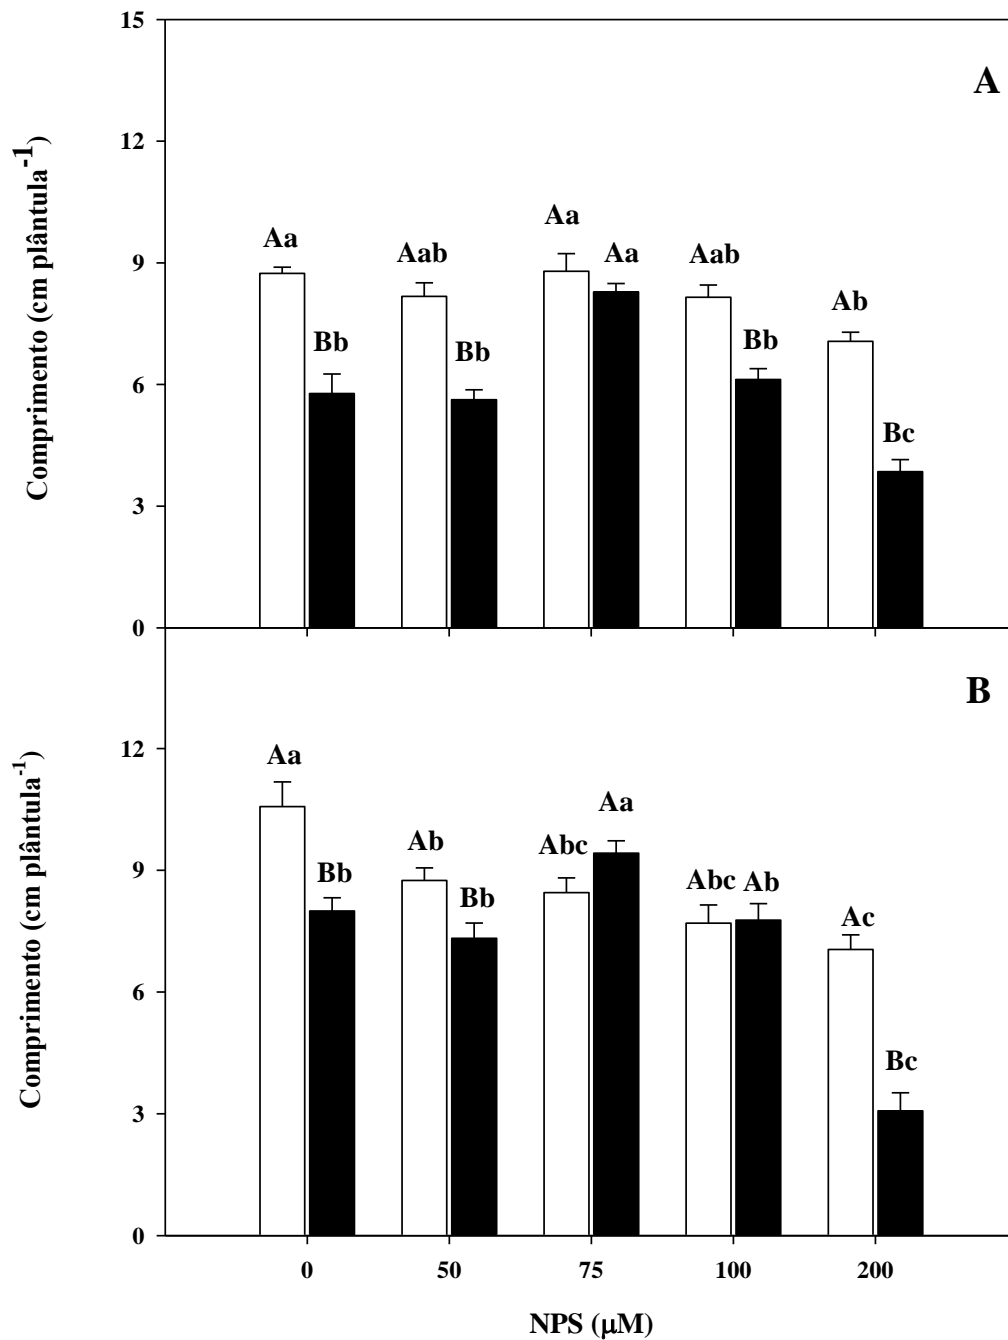 15
A
12
Aa
Aab
Aa
Aa
Aab
Ab
9
Bb
Bb
Bb
6
Bc
3
0
Comprimento (cm plântula-1)
B
12
Aa
Ab
Abc
Aa
Abc
Ab
Ac
9
Bb
Bb
6
Bc
3
0
Comprimento (cm plântula-1)
0 50 75 100 200
NPS (μM)